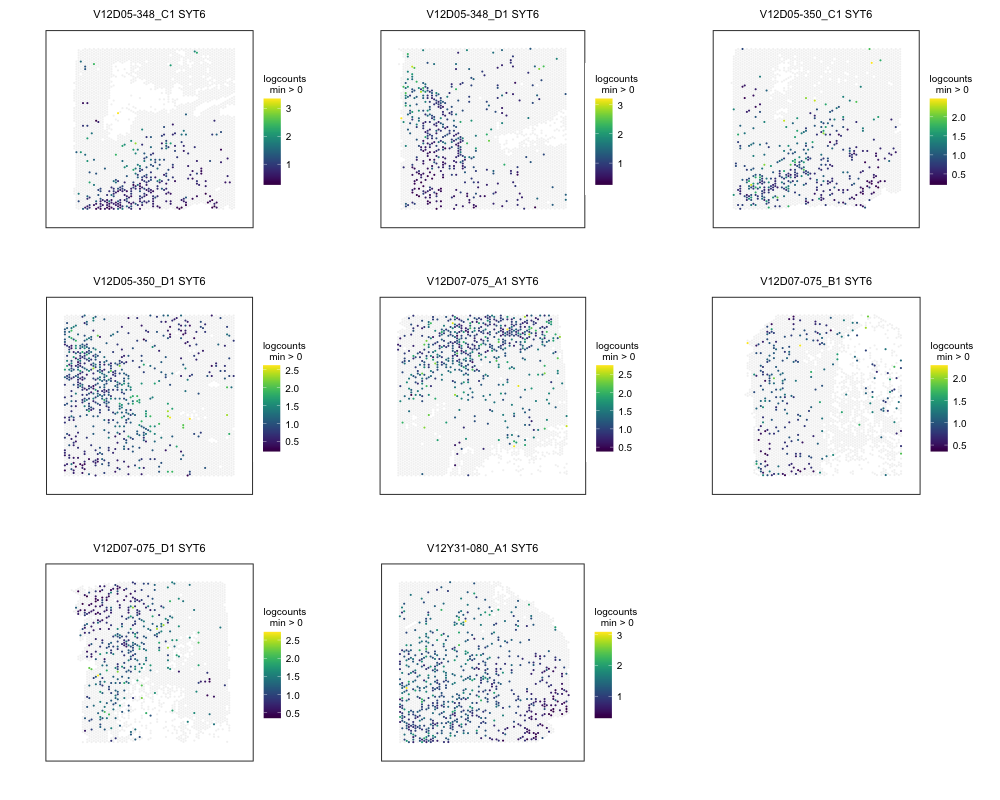 V12D05-348_C1 SYT6
logcounts
min > 0
3
2
1
V12D05-348_D1 SYT6
logcounts
min > 0
3
2
1
V12D05-350_C1 SYT6
logcounts
min > 0
2.0
1.5
1.0
0.5
V12D05-350_D1 SYT6
logcounts
min > 0
2.5
2.0
1.5
1.0
0.5
V12D07-075_A1 SYT6
logcounts
min > 0
2.5
2.0
1.5
1.0
0.5
V12D07-075_B1 SYT6
logcounts
min > 0
2.0
1.5
1.0
0.5
V12D07-075_D1 SYT6
logcounts
min > 0
2.5
2.0
1.5
1.0
0.5
V12Y31-080_A1 SYT6
logcounts
min > 0
3
2
1